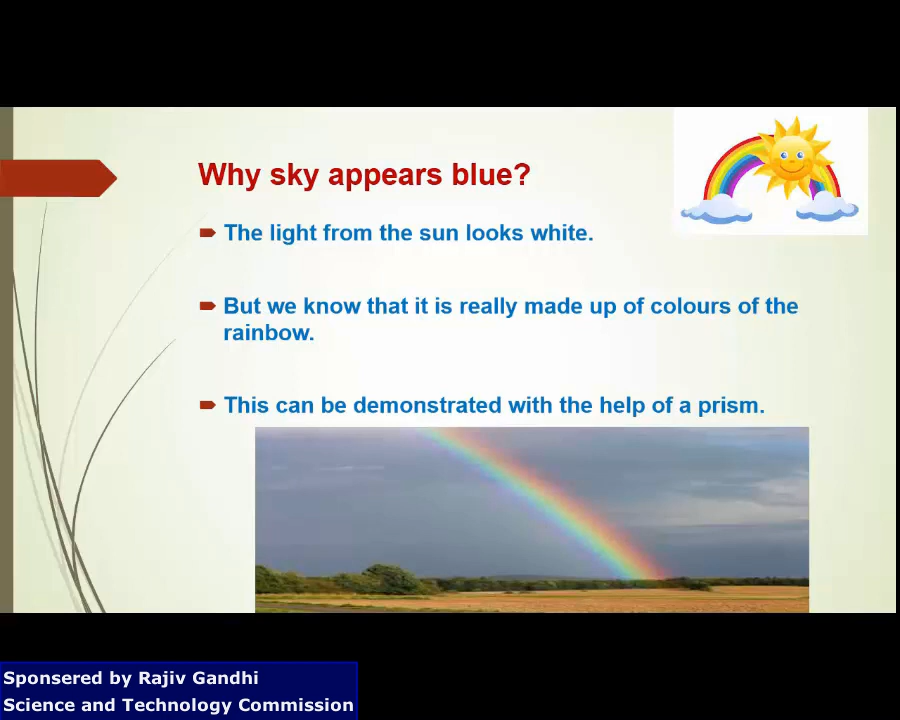 Why sky appears blue?
The light from the sun looks white.
But we know that it is really made up of colours of the
rainbow.
This can be demonstrated with the help of a prism.
Sponsered by Rajiv Gandhi
Science and Technology Commission